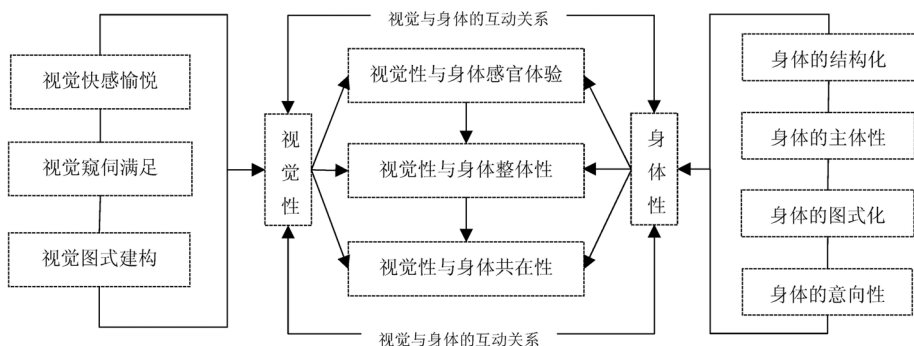 视觉与身体的互动关系
视觉快感愉悦
视觉窥伺满足
视觉图式建构
视觉性
视觉性与身体感官体验
视觉性与身体整体性
视觉性与身体共在性
身体性
身体的结构化
身体的主体性
身体的图式化
身体的意向性
视觉与身体的互动关系